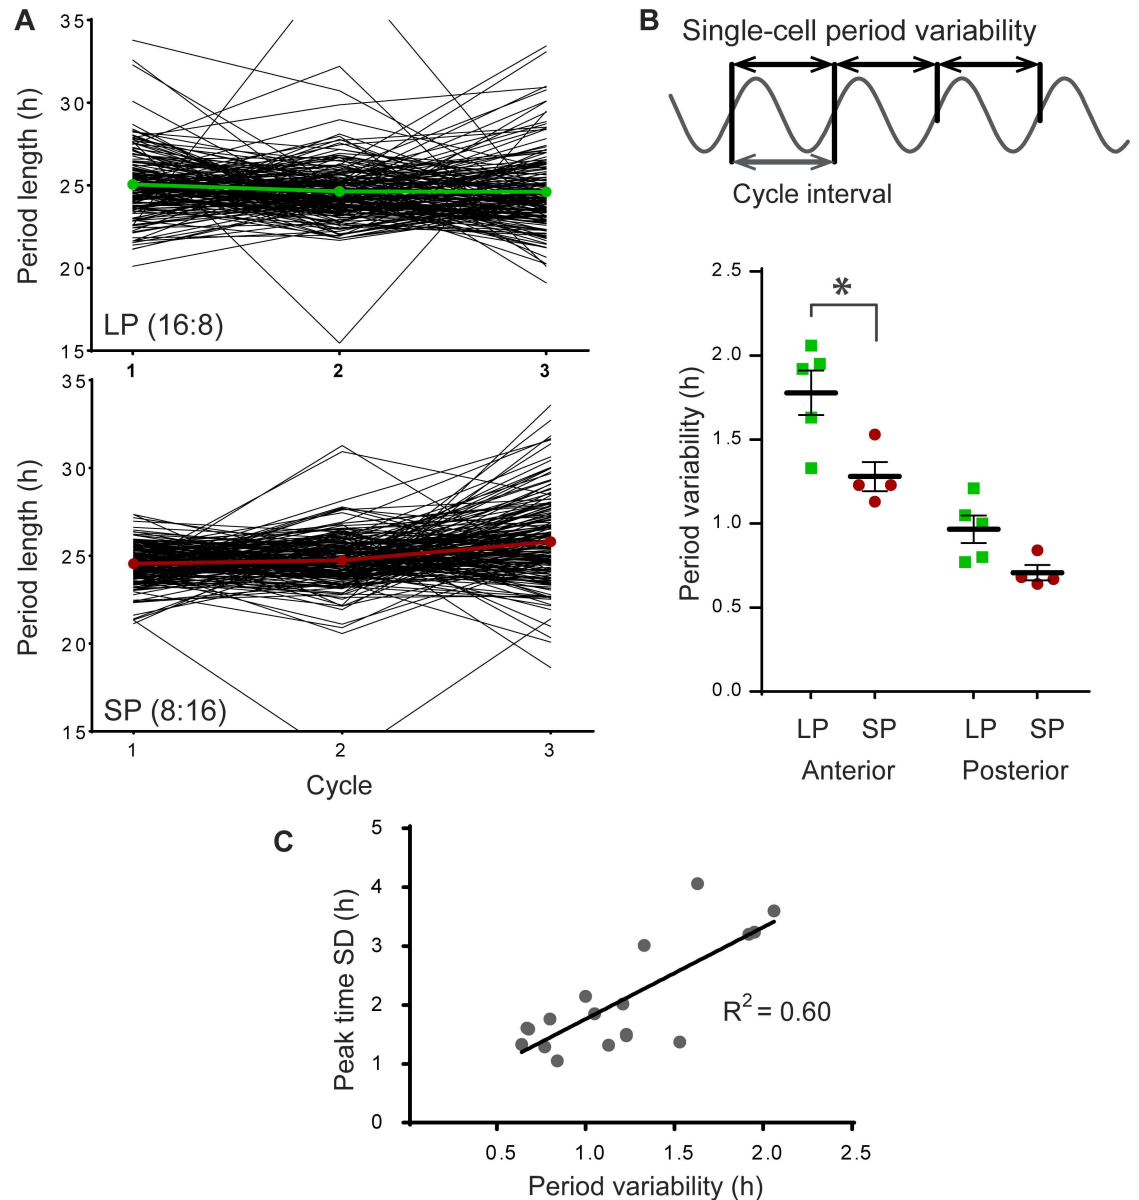 A
Period length (h)
35
30
25
20
15
LP (16:8)
1 2 3
Period length (h)
35
30
25
20
15
SP (8:16)
1 2 3
Cycle
B
Single-cell period variability
Cycle interval
Period variability (h)
2.5
2.0
1.5
1.0
0.5
0.0
*
LP SP LP SP
Anterior Posterior
C
Peak time SD (h)
5
4
3
2
1
0
R² = 0.60
0.5 1.0 1.5 2.0 2.5
Period variability (h)